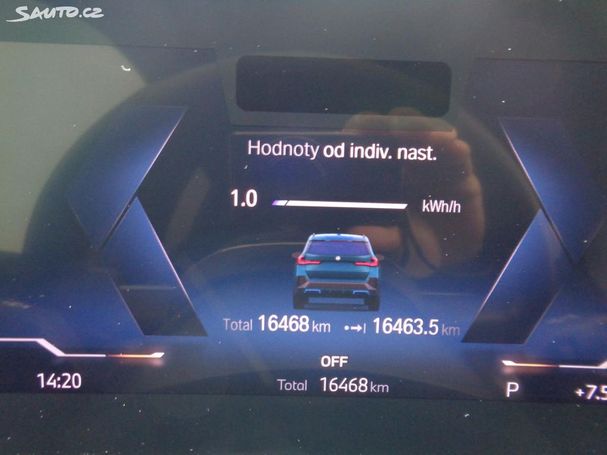 Sauto.cz
Hodnoty od indiv. nast.
1.0 kWh/h
Total 16468 km 16463.5 km
OFF
14:20 Total 16468 km P +7.5